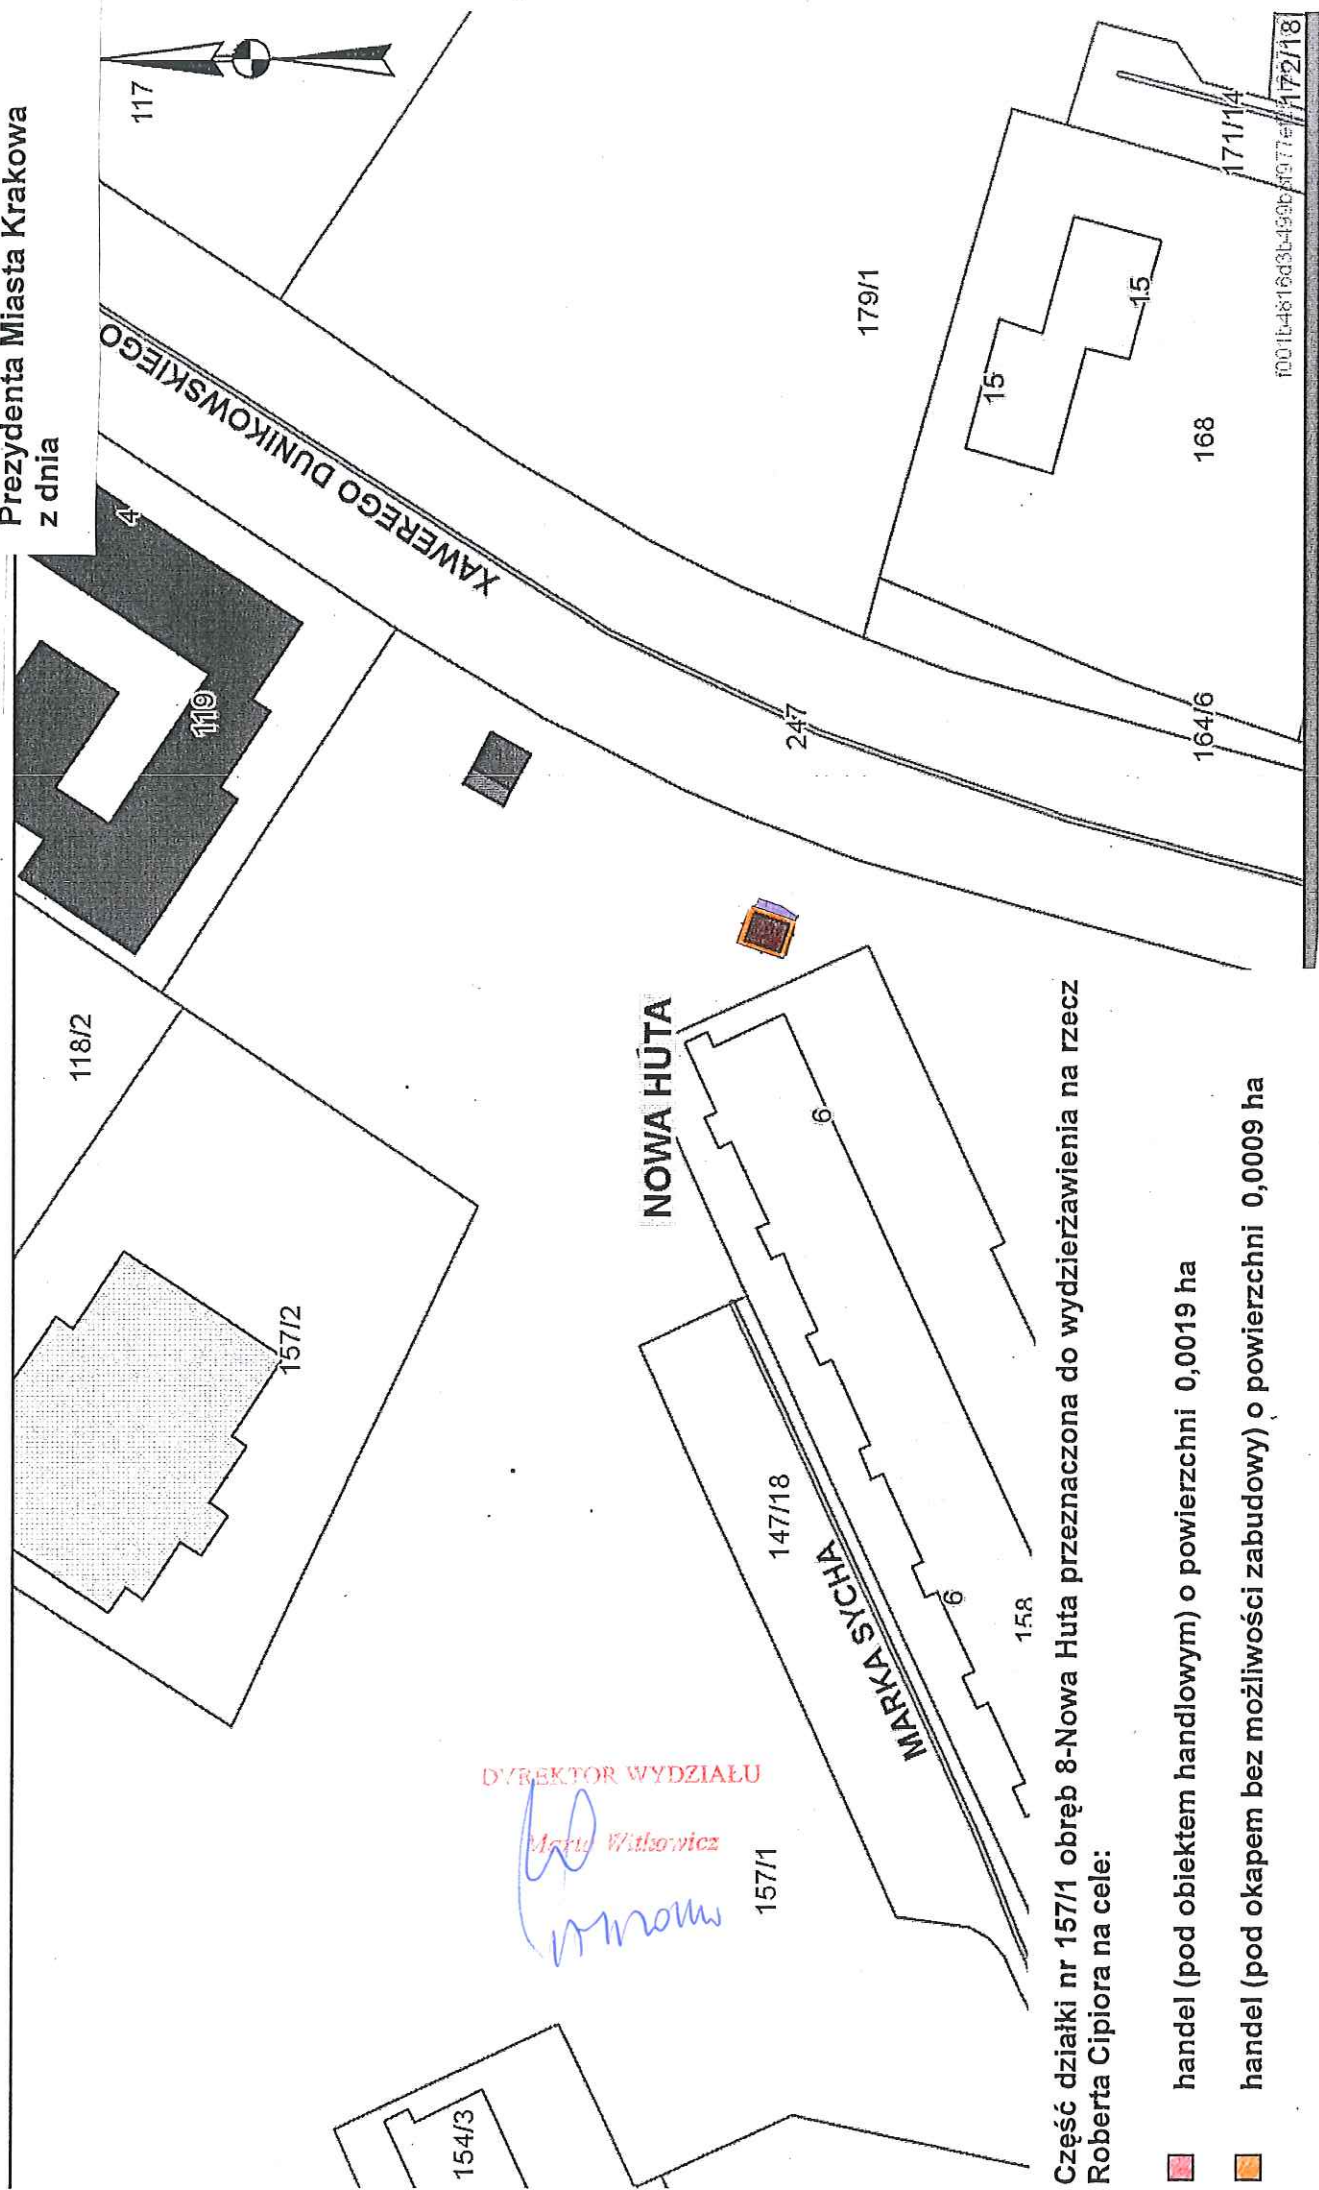 Prezydenta Miasta Krakowa
z dnia
117
XAWEREGO DUNIKOWSKIEGO
4
119
118/2
157/2
179/1
15
15
168
171/14
172/18
247
164/6
NOWA HUTA
6
6
147/18
MARKA SYCHA
158
157/1
154/3
DYREKTOR WYDZIAŁU
Witkowicz
Część działki nr 157/1 obręb 8-Nowa Huta przeznaczona do wydzierżawienia na rzecz
Roberta Cipiora na cele:
handel (pod obiektem handlowym) o powierzchni 0,0019 ha
handel (pod okapem bez możliwości zabudowy) o powierzchni 0,0009 ha